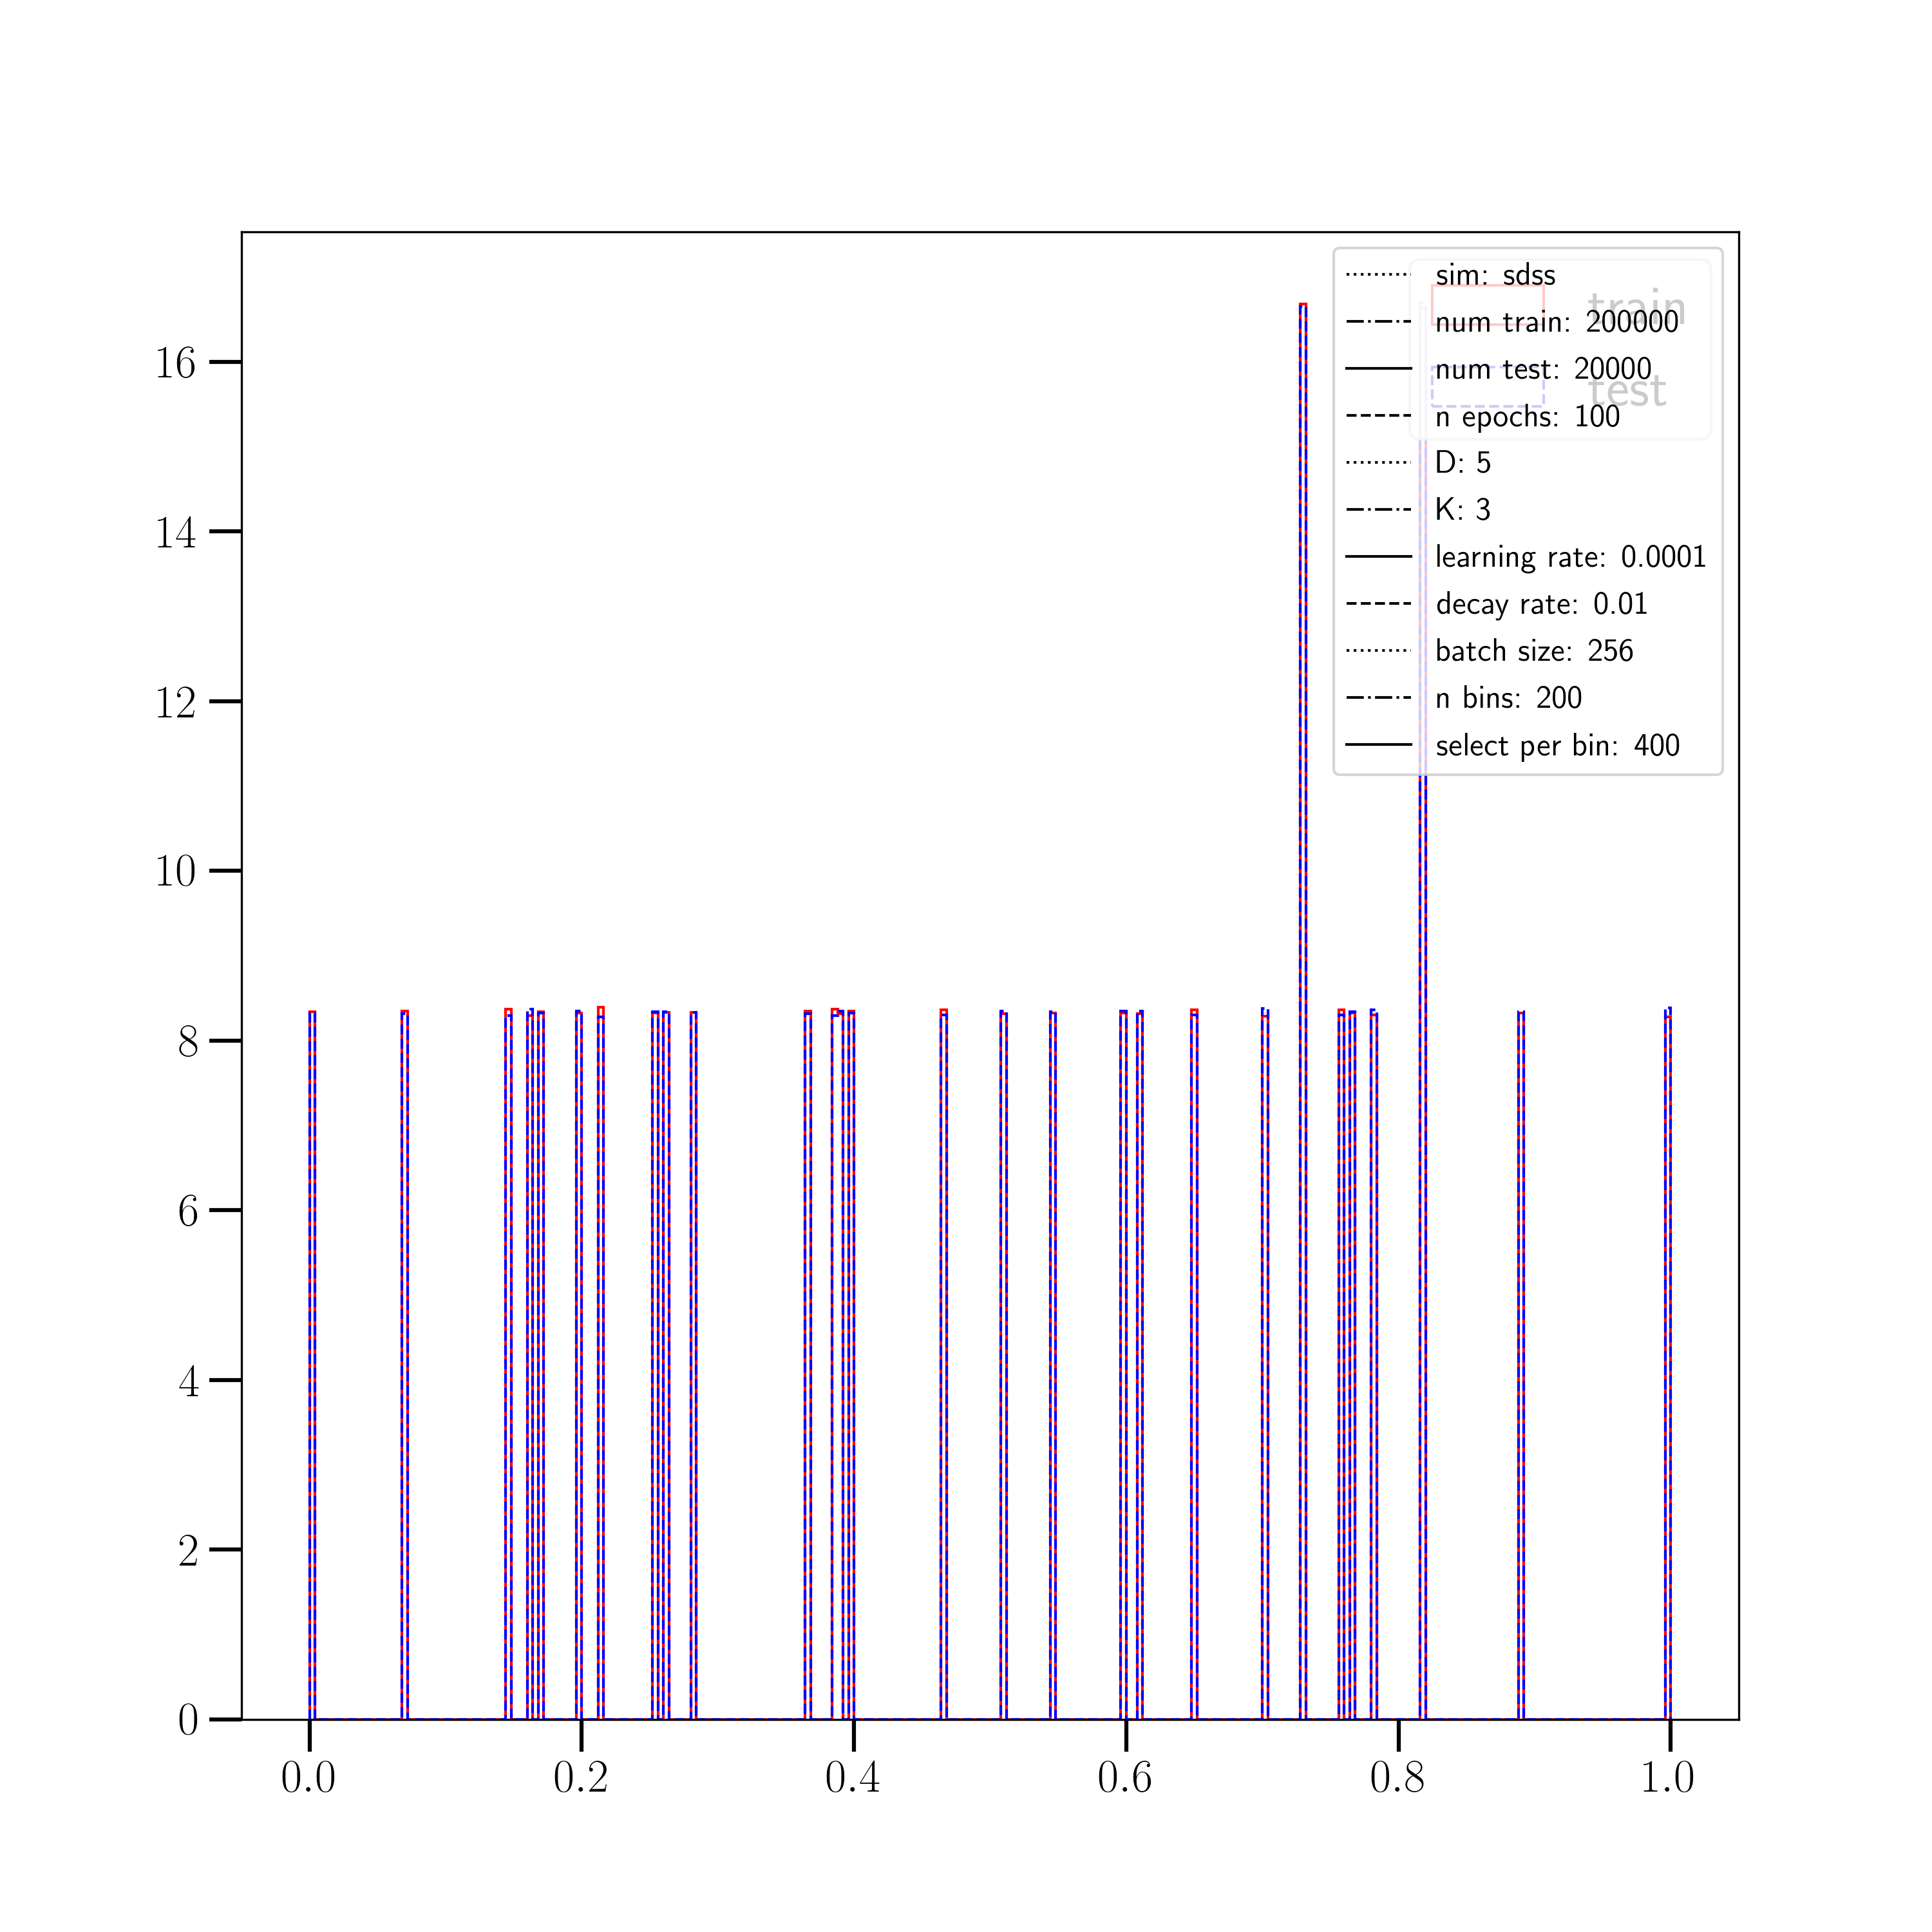 sim: sdss
train
num train: 200000
num test: 20000
test
n epochs: 100
D: 5
K: 3
learning rate: 0.0001
decay rate: 0.01
batch size: 256
n bins: 200
select per bin: 400
16
14
12
10
8
6
4
2
0
0.0 0.2 0.4 0.6 0.8 1.0